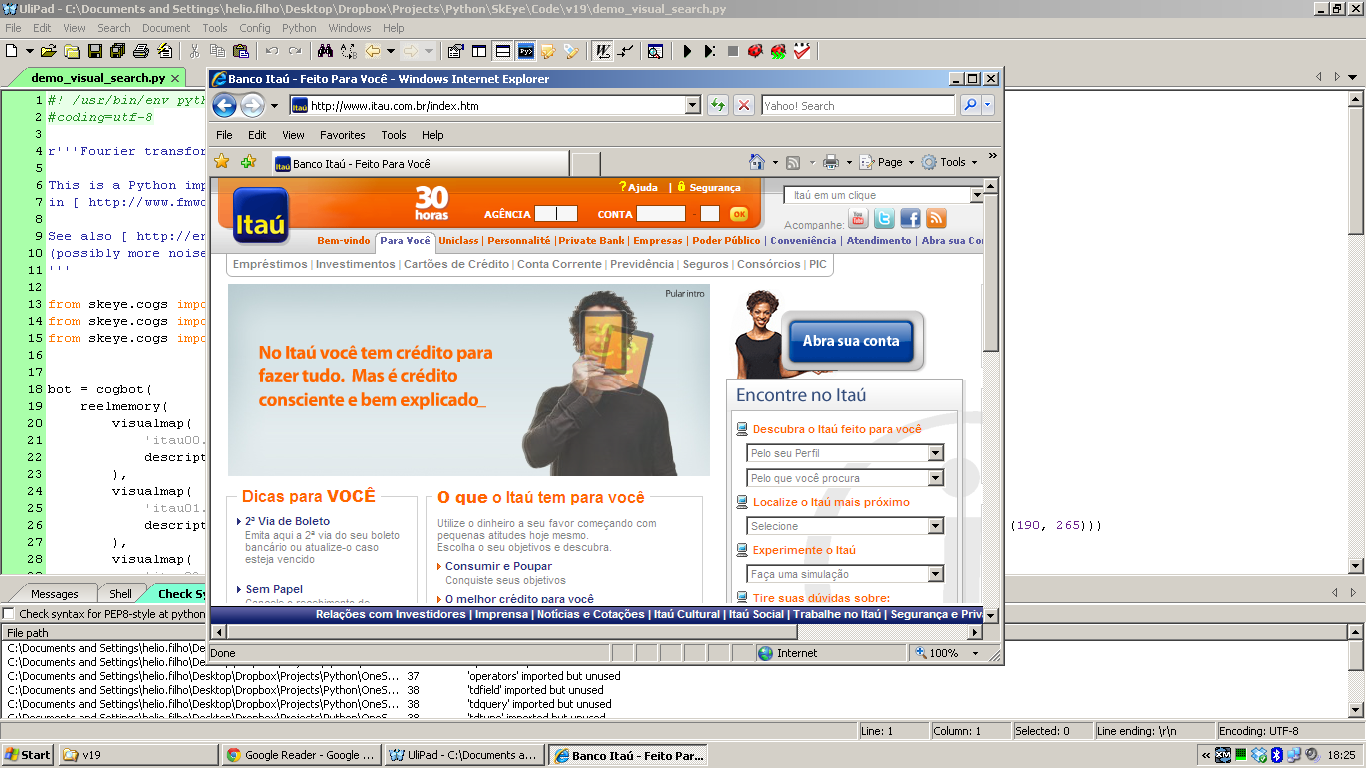 UliPad - C:\Documents and Settings\helio.filho\Desktop\Dropbox\Projects\Python\SkEye\Code\v19\demo_visual_search.py
File Edit View Search Document Tools Config Python Windows Help
demo_visual_search.py
1 #! /usr/bin/env pyth
2 #coding=utf-8
3
4 r'''Fourier transfor
5
6 This is a Python imp
7 in [ http://www.fmwc
8
9 See also [ http://er
10 (possibly more noise
11 '''
12
13 from skeye.cogs impo
14 from skeye.cogs impo
15 from skeye.cogs impo
16
17
18 bot = cogbot(
19 reelmemory(
20 visualmap(
21 'itau00.
22 descript
23 ),
24 visualmap(
25 'itau01.
26 descript (190, 265)))
27 ),
28 visualmap(
Banco Itaú - Feito Para Você - Windows Internet Explorer
http://www.itau.com.br/index.htm
Yahoo! Search
File Edit View Favorites Tools Help
Banco Itaú - Feito Para Você
Page Tools »
Itaú
30 horas
? Ajuda | Segurança
AGÊNCIA CONTA - OK
Itaú em um clique
Acompanhe:
Bem-vindo Para Você Uniclass | Personnalité | Private Bank | Empresas | Poder Público | Conveniência | Atendimento | Abra sua Co
Empréstimos | Investimentos | Cartões de Crédito | Conta Corrente | Previdência | Seguros | Consórcios | PIC
Pular intro
No Itaú você tem crédito para
fazer tudo. Mas é crédito
consciente e bem explicado_
Abra sua conta
Encontre no Itaú
Descubra o Itaú feito para você
Pelo seu Perfil
Pelo que você procura
Localize o Itaú mais próximo
Selecione
Experimente o Itaú
Faça uma simulação
Tire suas dúvidas sobre:
Dicas para VOCÊ
2ª Via de Boleto
Emita aqui a 2ª via do seu boleto
bancário ou atualize-o caso
esteja vencido
Sem Papel
Cancele o recebimento de
O que o Itaú tem para você
Utilize o dinheiro a seu favor começando com
pequenas atitudes hoje mesmo.
Escolha o seu objetivos e descubra.
Consumir e Poupar
Conquiste seus objetivos
O melhor crédito para você
Relações com Investidores | Imprensa | Notícias e Cotações | Itaú Cultural | Itaú Social | Trabalhe no Itaú | Segurança e Priv
Done Internet 100%
Messages Shell Check Sy
Check syntax for PEP8-style at python
File path
C:\Documents and Settings\helio.filho\De
C:\Documents and Settings\helio.filho\De
C:\Documents and Settings\helio.filho\Desktop\Dropbox\Projects\Python\OneS... 37 'operators' imported but unused
C:\Documents and Settings\helio.filho\Desktop\Dropbox\Projects\Python\OneS... 38 'tdfield' imported but unused
C:\Documents and Settings\helio.filho\Desktop\Dropbox\Projects\Python\OneS... 38 'tdquery' imported but unused
C:\Documents and Settings\helio.filho\Desktop\Dropbox\Projects\Python\OneS... 38 'tdtype' imported but unused
Line: 1 Column: 1 Selected: 0 Line ending: \r\n Encoding: UTF-8
Start v19 Google Reader - Google ... UliPad - C:\Documents a... Banco Itaú - Feito Par... « 18:25